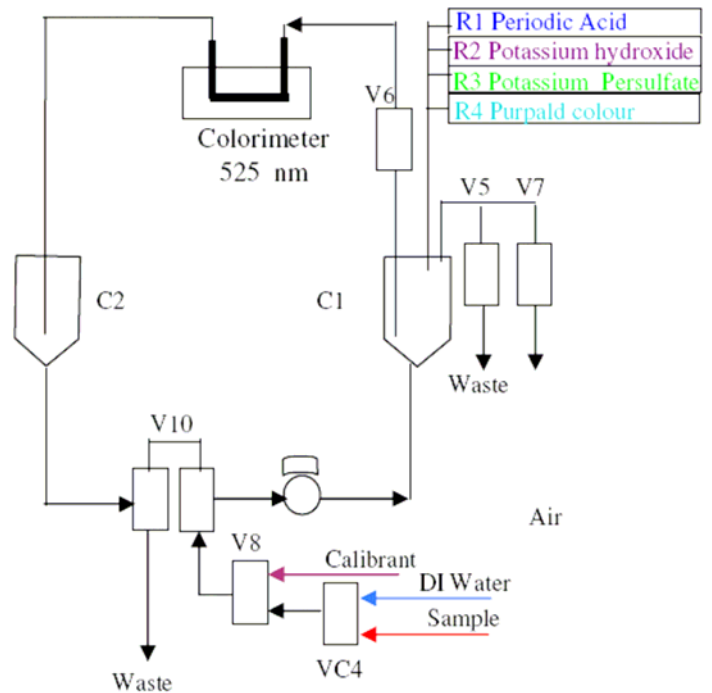 R1 Periodic Acid
R2 Potassium hydroxide
R3 Potassium Persulfate
R4 Purpald colour
V6
Colorimeter
525 nm
V5
V7
C2
C1
Waste
V10
Air
V8
Calibrant
DI Water
Sample
VC4
Waste